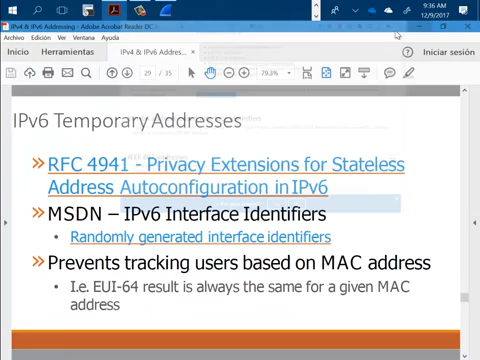 9:36 AM
12/9/2017
IPv4 & IPv6 Addressing - Adobe Acrobat Reader DC
Archivo Editar Ver Ventana Ayuda
Inicio Herramientas IPv4 & IPv6 Addres... × Iniciar sesión
29 / 35 79.3%
IPv6 Temporary Addresses
RFC 4941 - Privacy Extensions for Stateless
Address Autoconfiguration in IPv6
MSDN – IPv6 Interface Identifiers
Randomly generated interface identifiers
Prevents tracking users based on MAC address
I.e. EUI-64 result is always the same for a given MAC
address